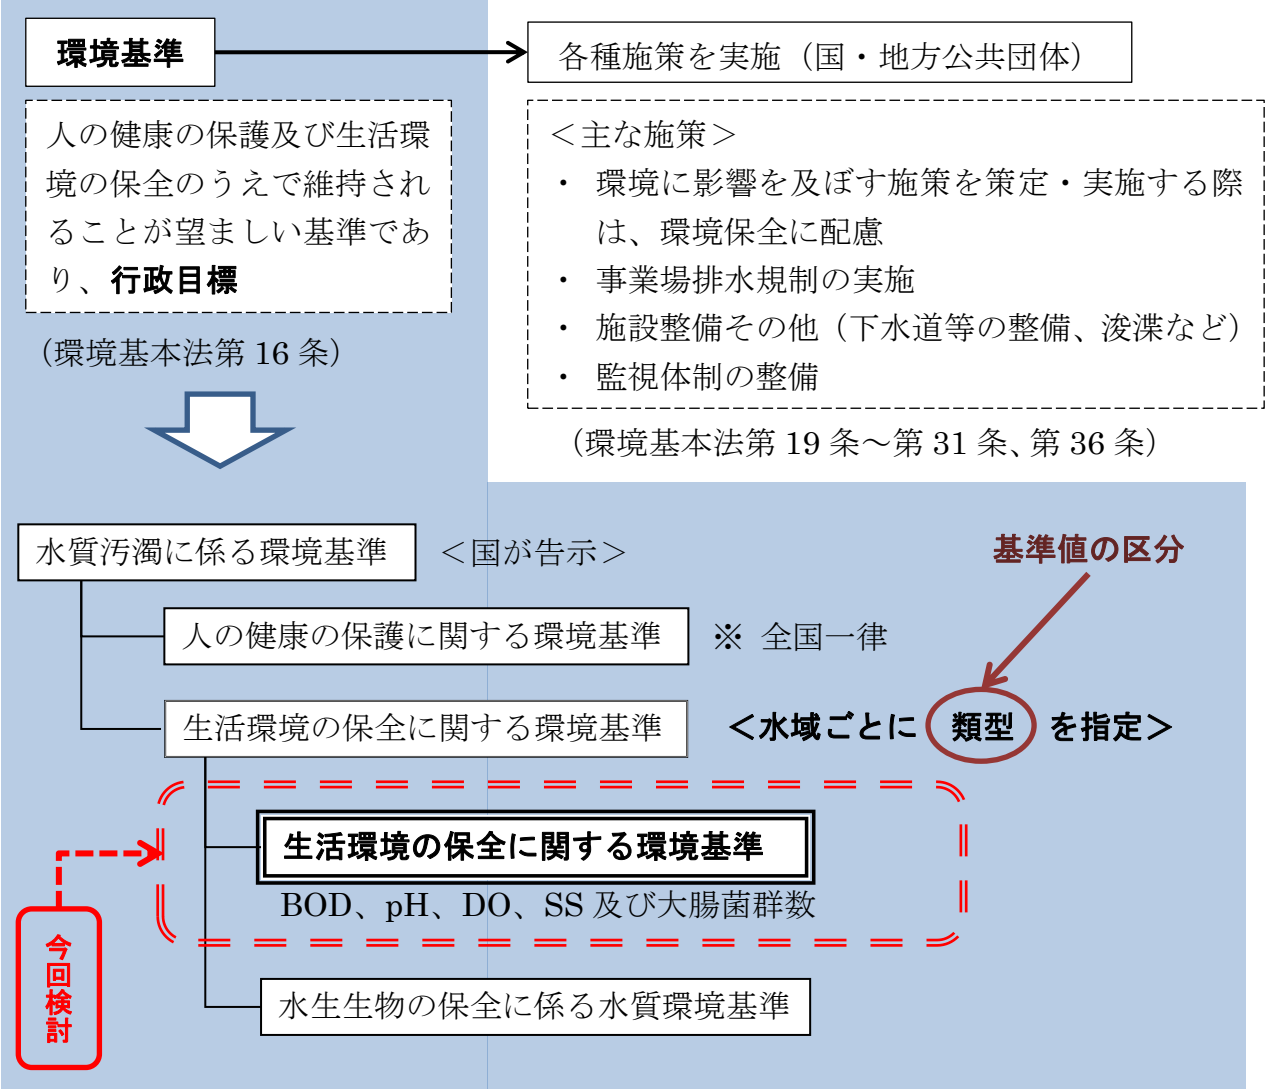 環境基準
各種施策を実施（国・地方公共団体）
人の健康の保護及び生活環
境の保全のうえで維持され
ることが望ましい基準であ
り、行政目標
（環境基本法第 16 条）
＜主な施策＞
・ 環境に影響を及ぼす施策を策定・実施する際
は、環境保全に配慮
・ 事業場排水規制の実施
・ 施設整備その他（下水道等の整備、浚渫など）
・ 監視体制の整備
（環境基本法第 19 条～第 31 条、第 36 条）
水質汚濁に係る環境基準 ＜国が告示＞
基準値の区分
人の健康の保護に関する環境基準 ※ 全国一律
生活環境の保全に関する環境基準 ＜水域ごとに 類型 を指定＞
生活環境の保全に関する環境基準
BOD、pH、DO、SS 及び大腸菌群数
今回検討
水生生物の保全に係る水質環境基準